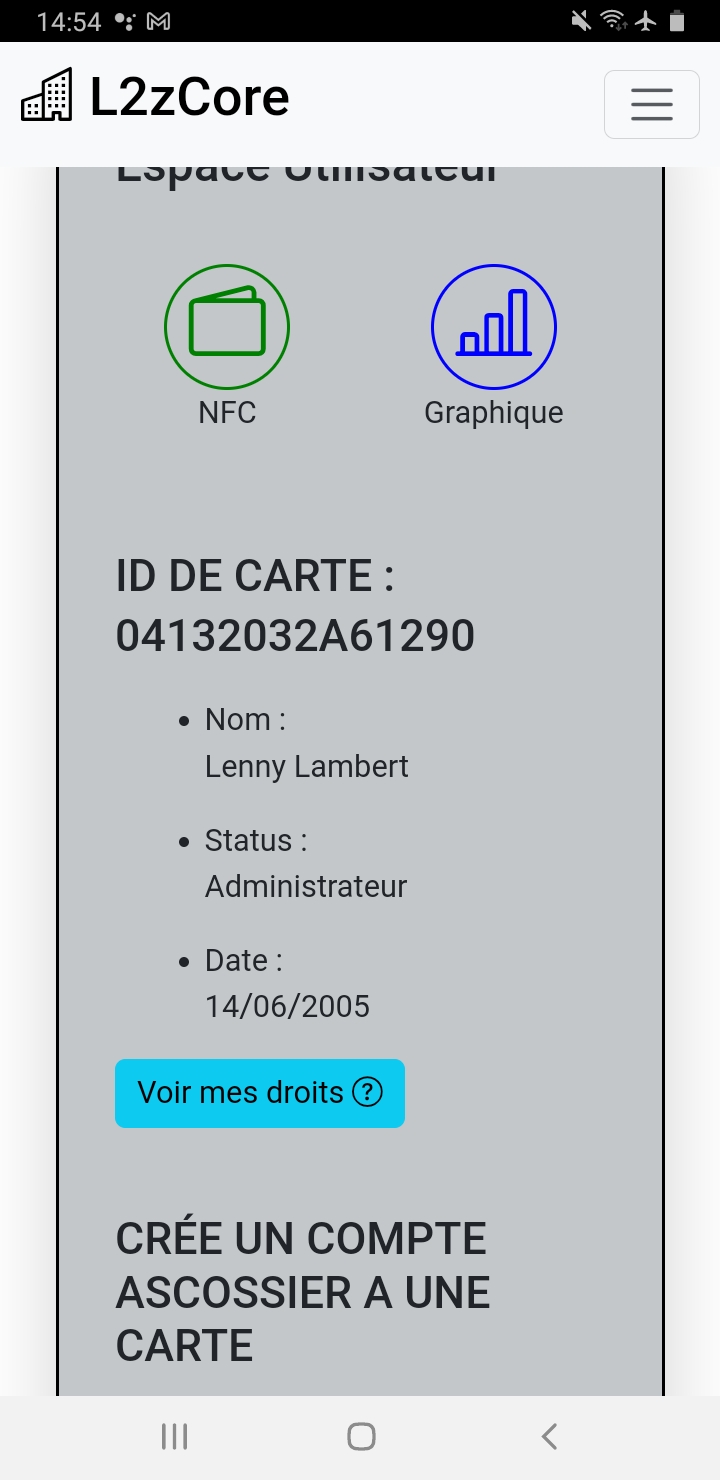 14:54
L2zCore
Espace Utilisateur
NFC
Graphique
ID DE CARTE :
04132032A61290
Nom :
Lenny Lambert
Status :
Administrateur
Date :
14/06/2005
Voir mes droits ?
CRÉE UN COMPTE
ASCOSSIER A UNE
CARTE